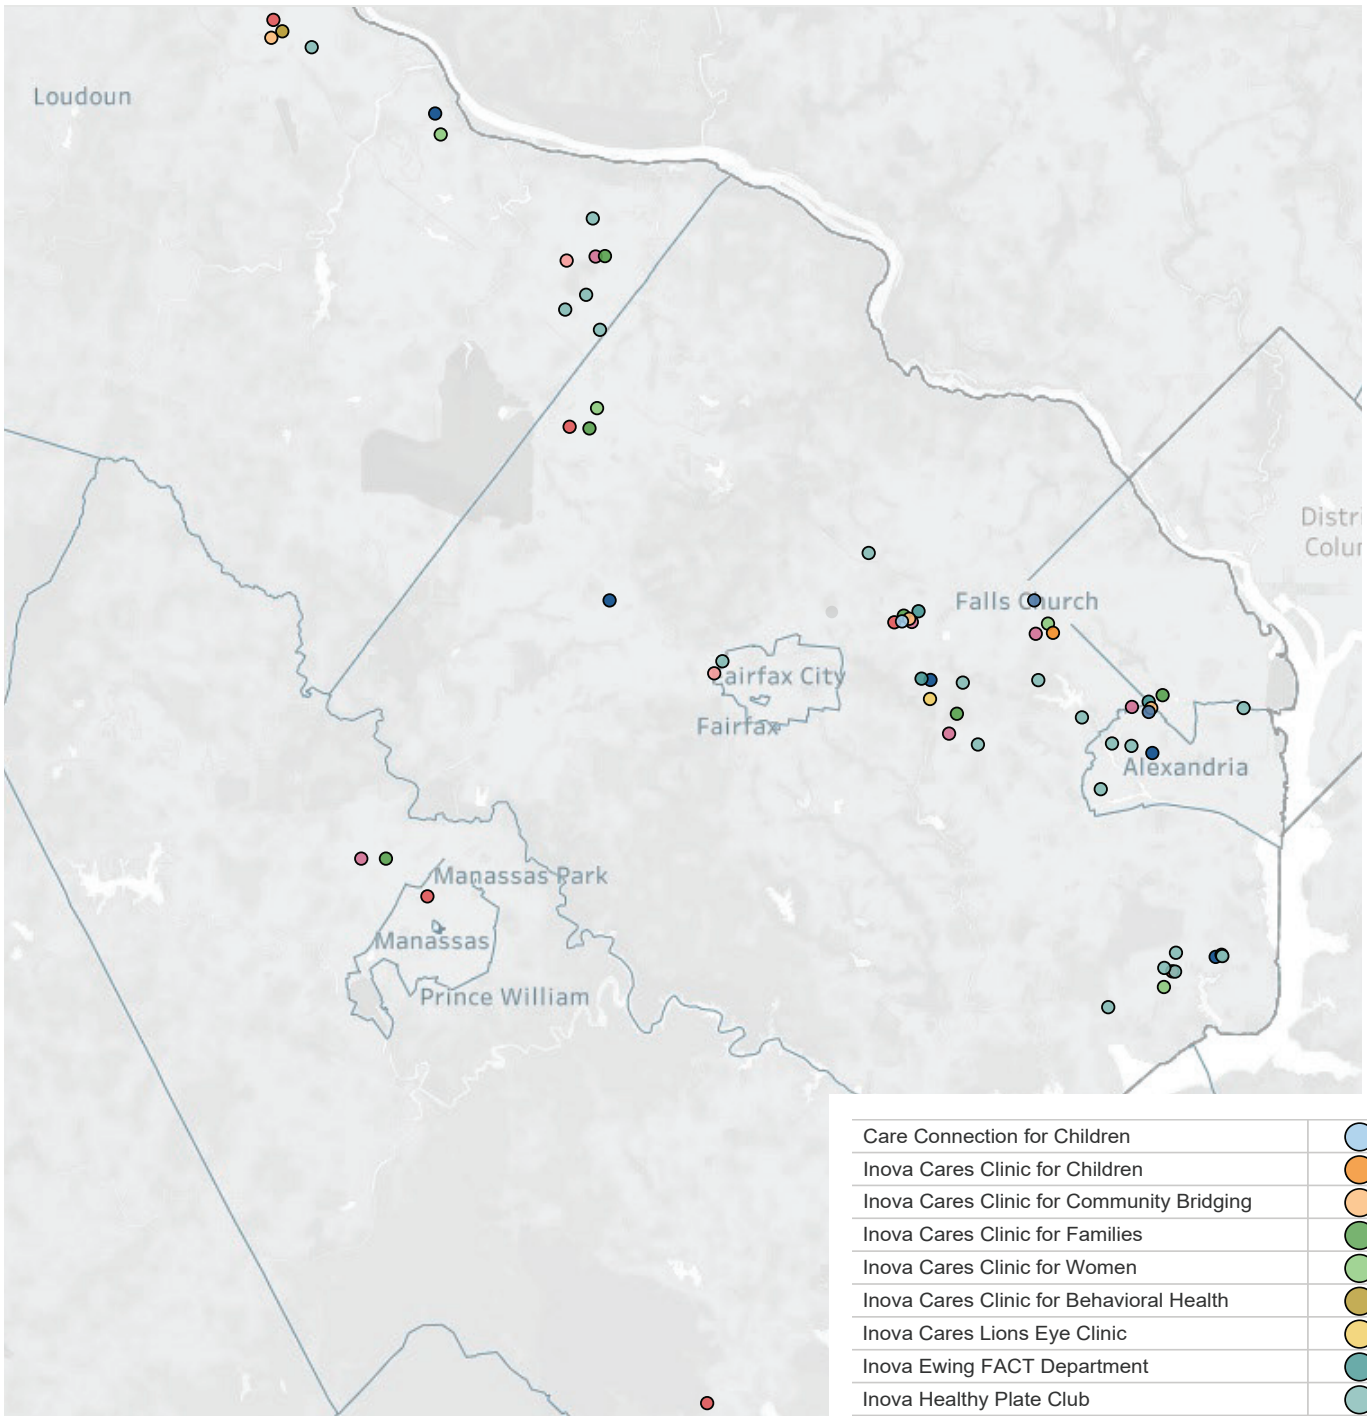 Loudoun
Distri
Colur
Falls Church
Fairfax City
Fairfax
Alexandria
Manassas Park
Manassas
Prince William
Care Connection for Children
Inova Cares Clinic for Children
Inova Cares Clinic for Community Bridging
Inova Cares Clinic for Families
Inova Cares Clinic for Women
Inova Cares Clinic for Behavioral Health
Inova Cares Lions Eye Clinic
Inova Ewing FACT Department
Inova Healthy Plate Club